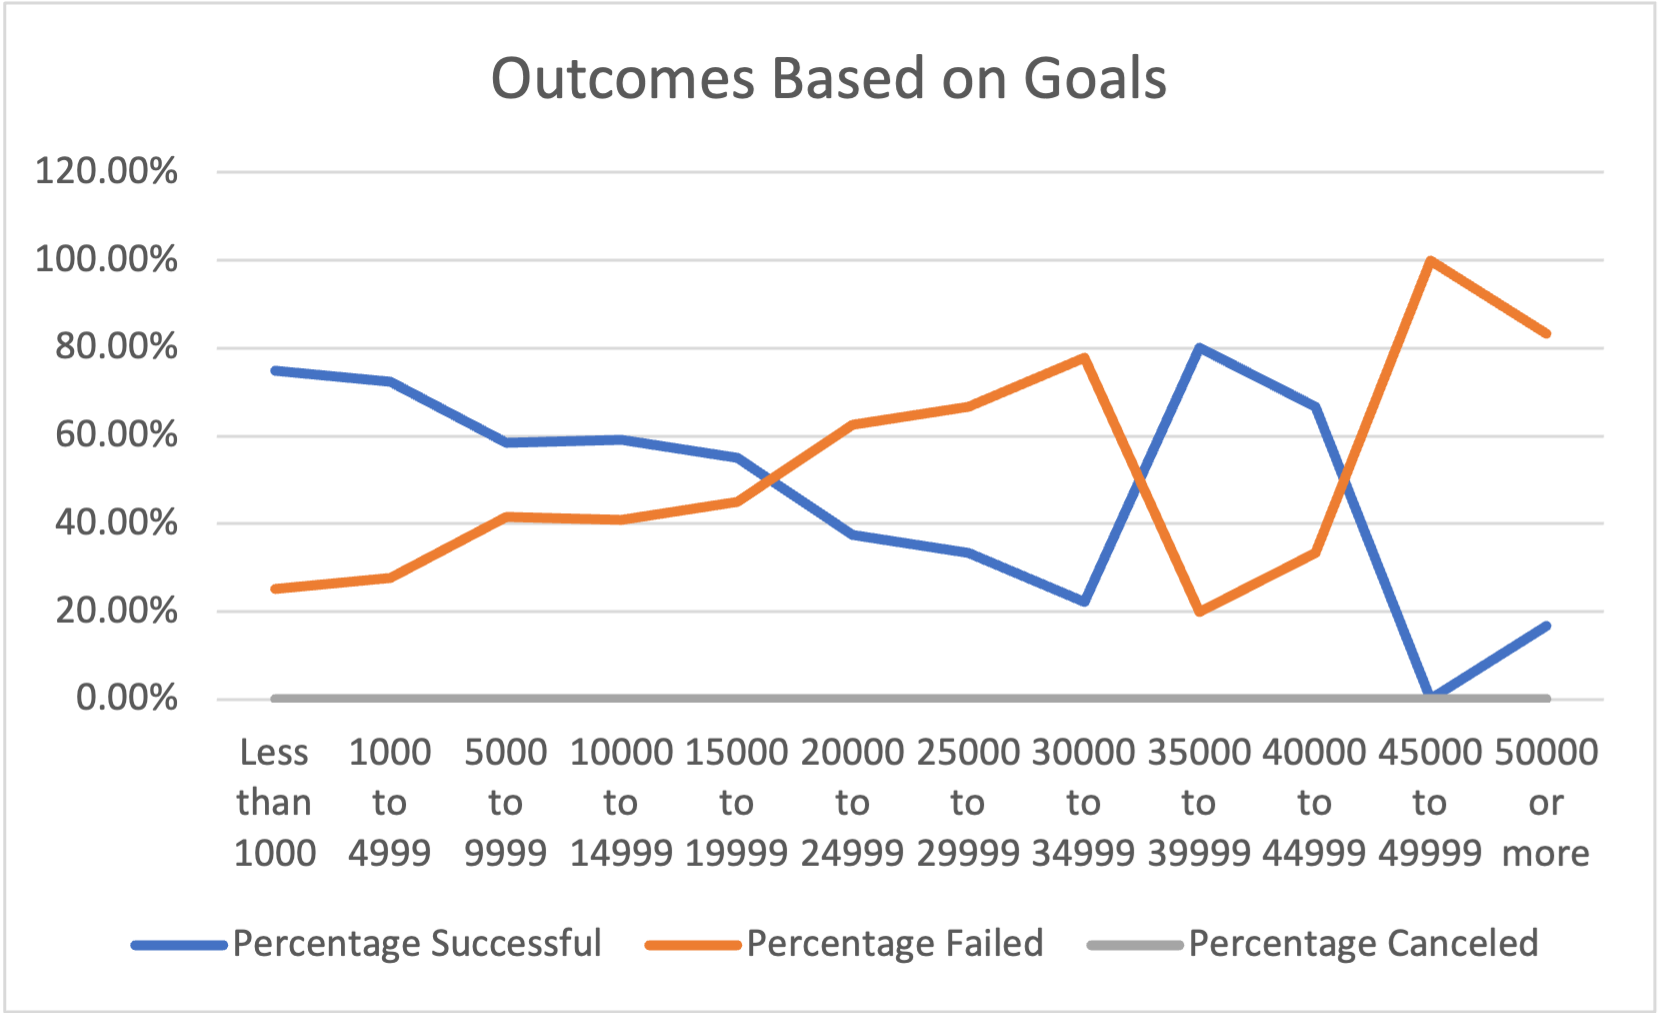 Outcomes Based on Goals
120.00%
100.00%
80.00%
60.00%
40.00%
20.00%
0.00%
Less than 1000
1000 to 4999
5000 to 9999
10000 to 14999
15000 to 19999
20000 to 24999
25000 to 29999
30000 to 34999
35000 to 39999
40000 to 44999
45000 to 49999
50000 or more
Percentage Successful
Percentage Failed
Percentage Canceled